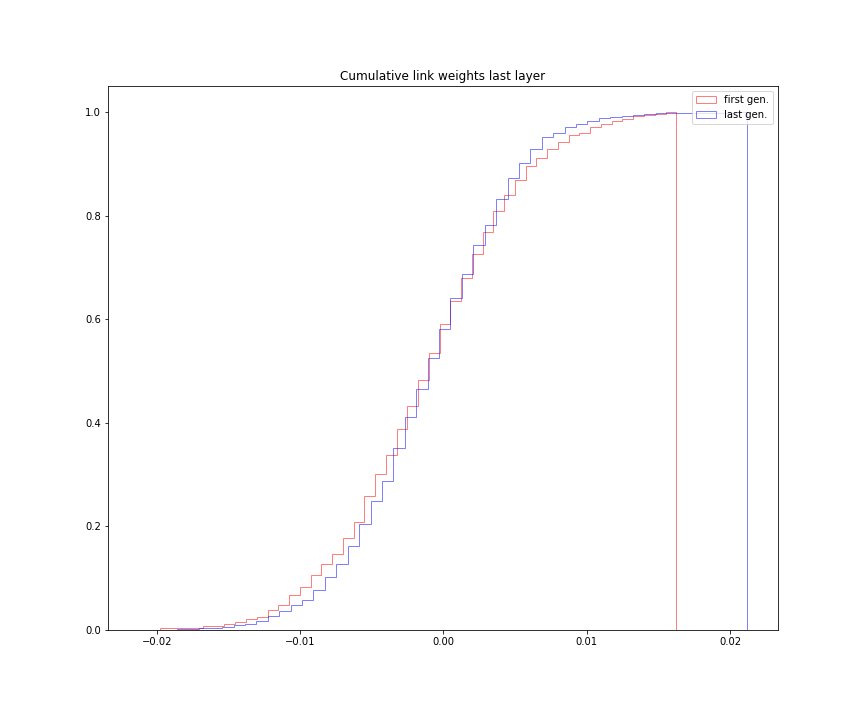 Cumulative link weights last layer
first gen.
last gen.
1.0
0.8
0.6
0.4
0.2
0.0
−0.02 −0.01 0.00 0.01 0.02